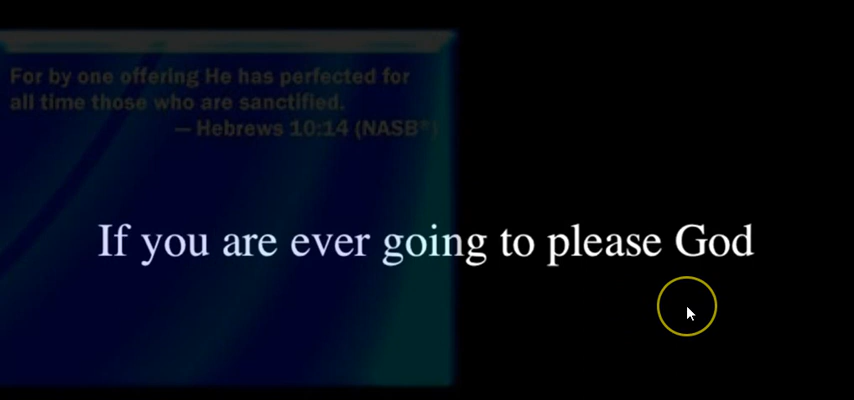 For by one offering He has perfected for
all time those who are sanctified.
— Hebrews 10:14 (NASB®)
If you are ever going to please God